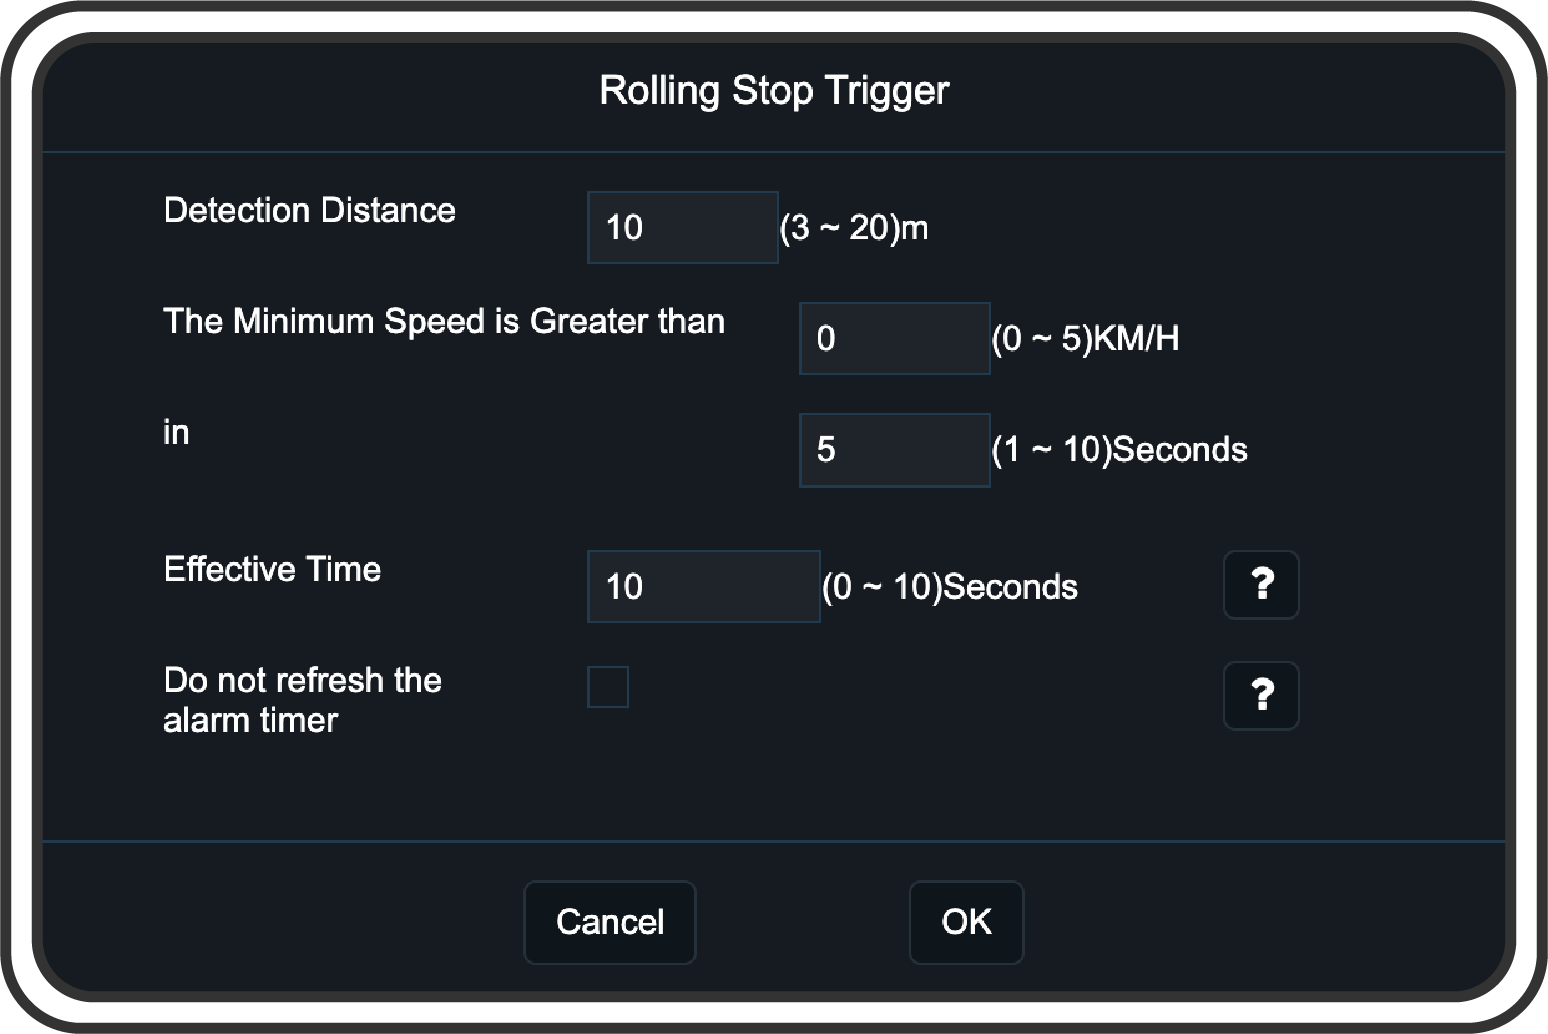 Rolling Stop Trigger
Detection Distance
10 (3 ~ 20)m
The Minimum Speed is Greater than
0 (0 ~ 5)KM/H
in
5 (1 ~ 10)Seconds
Effective Time
10 (0 ~ 10)Seconds ?
Do not refresh the
alarm timer
?
Cancel OK